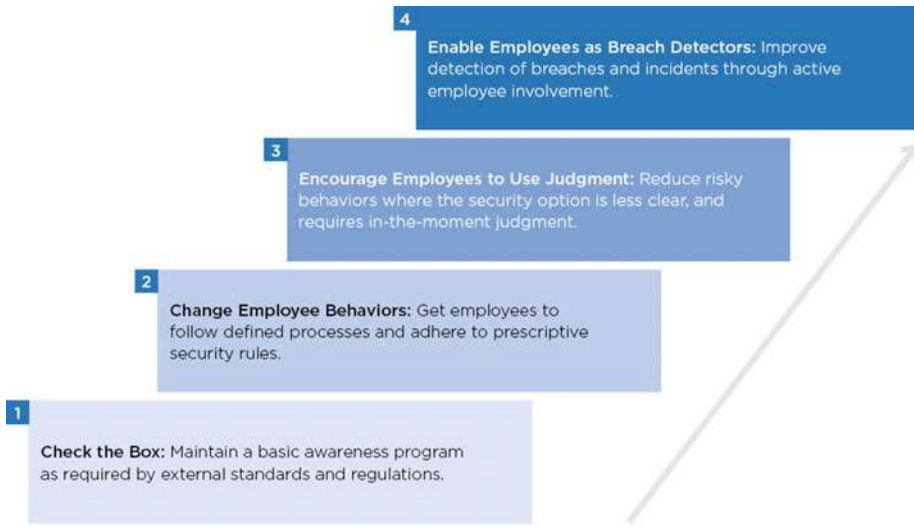 4
Enable Employees as Breach Detectors: Improve
detection of breaches and incidents through active
employee involvement.
3
Encourage Employees to Use Judgment: Reduce risky
behaviors where the security option is less clear, and
requires in-the-moment judgment.
2
Change Employee Behaviors: Get employees to
follow defined processes and adhere to prescriptive
security rules.
1
Check the Box: Maintain a basic awareness program
as required by external standards and regulations.